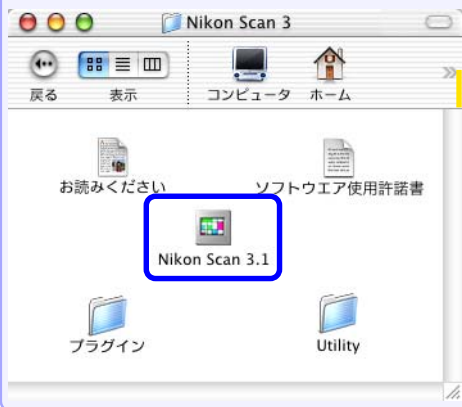 Nikon Scan 3
戻る 表示 コンピュータ ホーム
お読みください ソフトウエア使用許諾書
Nikon Scan 3.1
プラグイン Utility